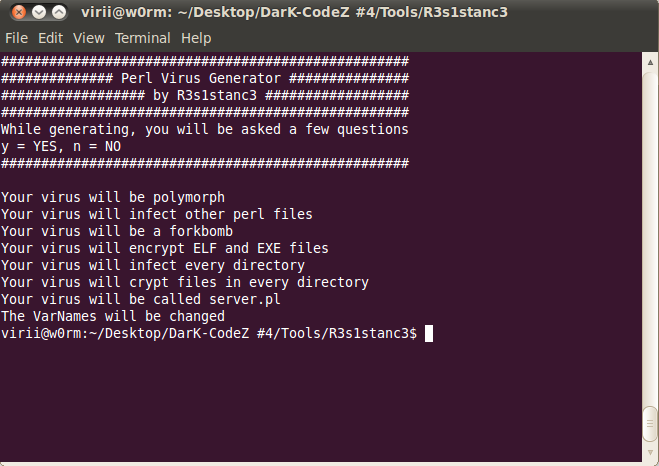 virii@w0rm: ~/Desktop/DarK-CodeZ #4/Tools/R3s1stanc3
File Edit View Terminal Help
###################################################
############## Perl Virus Generator ###############
################## by R3s1stanc3 ##################
###################################################
While generating, you will be asked a few questions
y = YES, n = NO
###################################################
Your virus will be polymorph
Your virus will infect other perl files
Your virus will be a forkbomb
Your virus will encrypt ELF and EXE files
Your virus will infect every directory
Your virus will crypt files in every directory
Your virus will be called server.pl
The VarNames will be changed
virii@w0rm:~/Desktop/DarK-CodeZ #4/Tools/R3s1stanc3$